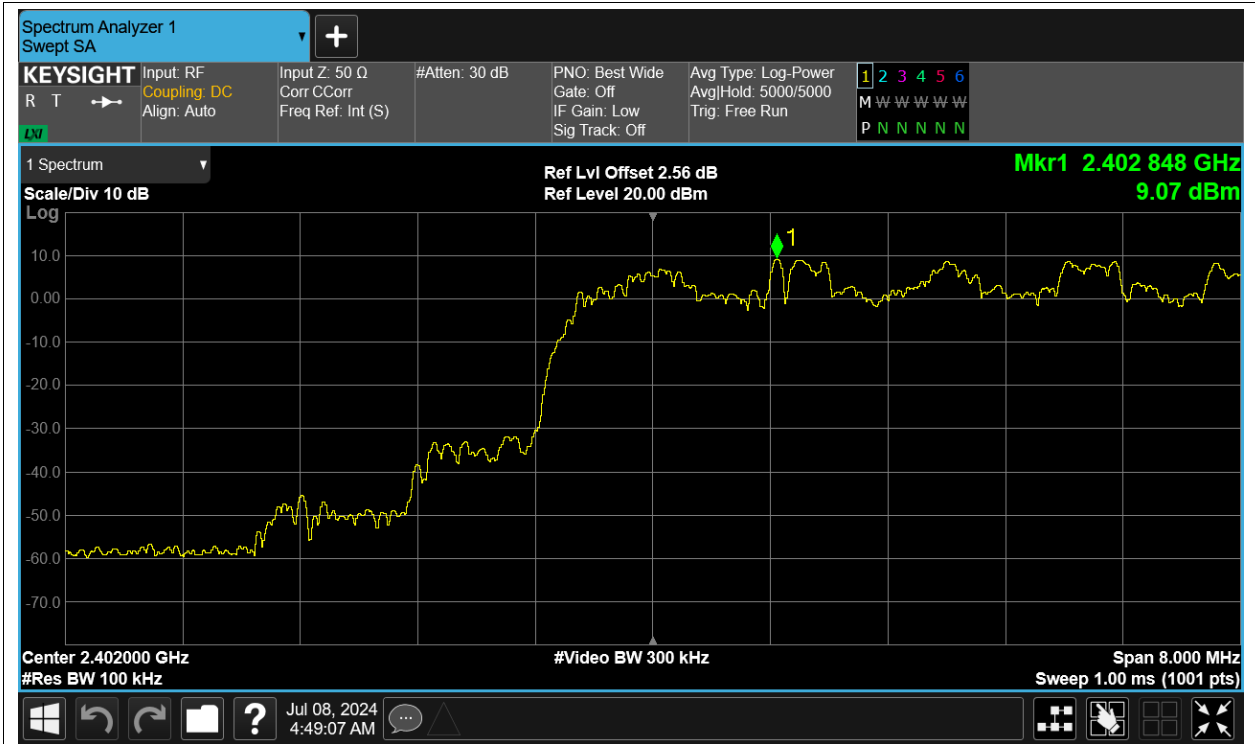 Spectrum Analyzer 1
Swept SA
KEYSIGHT
R T
LXI
Input: RF
Coupling: DC
Align: Auto
Input Z: 50 Ω
Corr CCorr
Freq Ref: Int (S)
#Atten: 30 dB
PNO: Best Wide
Gate: Off
IF Gain: Low
Sig Track: Off
Avg Type: Log-Power
Avg|Hold: 5000/5000
Trig: Free Run
1 2 3 4 5 6
M W W W W W
P N N N N N
1 Spectrum
Scale/Div 10 dB
Log
Ref Lvl Offset 2.56 dB
Ref Level 20.00 dBm
Mkr1 2.402 848 GHz
9.07 dBm
1
10.0
0.00
-10.0
-20.0
-30.0
-40.0
-50.0
-60.0
-70.0
Center 2.402000 GHz
#Res BW 100 kHz
#Video BW 300 kHz
Span 8.000 MHz
Sweep 1.00 ms (1001 pts)
?
Jul 08, 2024
4:49:07 AM